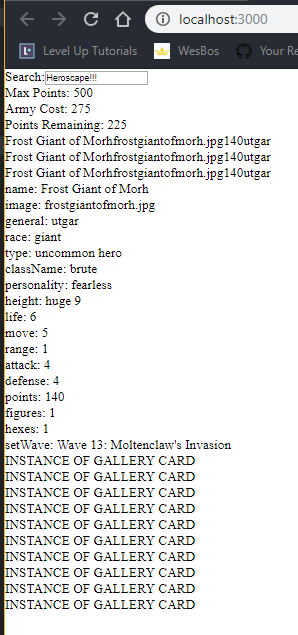 localhost:3000
Level Up Tutorials WesBos Your Re
Search: Heroscape!!!
Max Points: 500
Army Cost: 275
Points Remaining: 225
Frost Giant of Morhfrostgiantofmorh.jpg140utgar
Frost Giant of Morhfrostgiantofmorh.jpg140utgar
Frost Giant of Morhfrostgiantofmorh.jpg140utgar
name: Frost Giant of Morh
image: frostgiantofmorh.jpg
general: utgar
race: giant
type: uncommon hero
className: brute
personality: fearless
height: huge 9
life: 6
move: 5
range: 1
attack: 4
defense: 4
points: 140
figures: 1
hexes: 1
setWave: Wave 13: Moltenclaw's Invasion
INSTANCE OF GALLERY CARD
INSTANCE OF GALLERY CARD
INSTANCE OF GALLERY CARD
INSTANCE OF GALLERY CARD
INSTANCE OF GALLERY CARD
INSTANCE OF GALLERY CARD
INSTANCE OF GALLERY CARD
INSTANCE OF GALLERY CARD
INSTANCE OF GALLERY CARD
INSTANCE OF GALLERY CARD